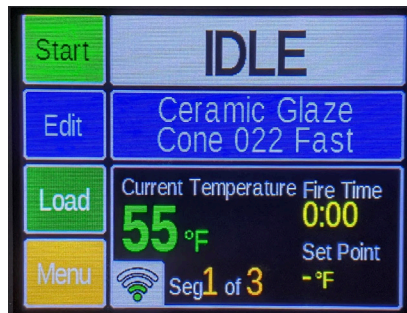 Start
IDLE
Edit
Ceramic Glaze
Cone 022 Fast
Load
Current Temperature
55 °F
Fire Time
0:00
Set Point
- °F
Menu
Seg 1 of 3